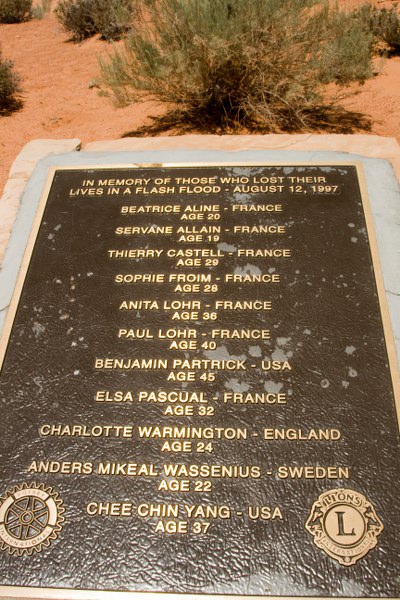 IN MEMORY OF THOSE WHO LOST THEIR
LIVES IN A FLASH FLOOD - AUGUST 12, 1997
BEATRICE ALINE - FRANCE
AGE 20
SERVANE ALLAIN - FRANCE
AGE 19
THIERRY CASTELL - FRANCE
AGE 29
SOPHIE FROIM - FRANCE
AGE 28
ANITA LOHR - FRANCE
AGE 36
PAUL LOHR - FRANCE
AGE 40
BENJAMIN PARTRICK - USA
AGE 45
ELSA PASCUAL - FRANCE
AGE 32
CHARLOTTE WARMINGTON - ENGLAND
AGE 24
ANDERS MIKEAL WASSENIUS - SWEDEN
AGE 22
CHEE CHIN YANG - USA
AGE 37
ROTARY
INTERNATIONAL
LIONS
L
INTERNATIONAL